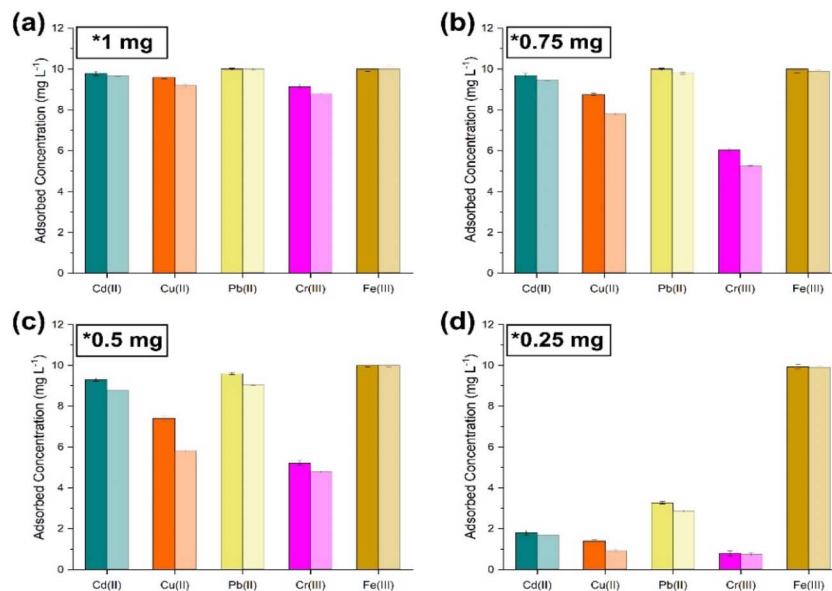 (a)
*1 mg
Adsorbed Concentration (mg L⁻¹)
12
10
8
6
4
2
0
Cd(II) Cu(II) Pb(II) Cr(III) Fe(III)
(b)
*0.75 mg
Adsorbed Concentration (mg L⁻¹)
12
10
8
6
4
2
0
Cd(II) Cu(II) Pb(II) Cr(III) Fe(III)
(c)
*0.5 mg
Adsorbed Concentration (mg L⁻¹)
12
10
8
6
4
2
0
Cd(II) Cu(II) Pb(II) Cr(III) Fe(III)
(d)
*0.25 mg
Adsorbed Concentration (mg L⁻¹)
12
10
8
6
4
2
0
Cd(II) Cu(II) Pb(II) Cr(III) Fe(III)